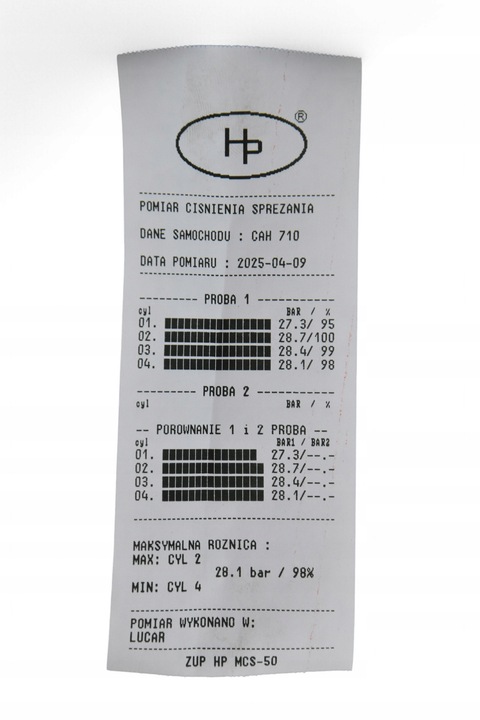 HP ®
POMIAR CISNIENIA SPREZANIA
DANE SAMOCHODU : CAH 710
DATA POMIARU : 2025-04-09
---------- PROBA 1 ----------
cyl BAR / %
01. 27.3/ 95
02. 28.7/100
03. 28.4/ 99
04. 28.1/ 98
---------- PROBA 2 ----------
cyl BAR / %
-- POROWNANIE 1 i 2 PROBA --
cyl BAR1 / BAR2
01. 27.3/--.-
02. 28.7/--.-
03. 28.4/--.-
04. 28.1/--.-
MAKSYMALNA ROZNICA :
MAX: CYL 2
28.1 bar / 98%
MIN: CYL 4
POMIAR WYKONANO W:
LUCAR
ZUP HP MCS-50